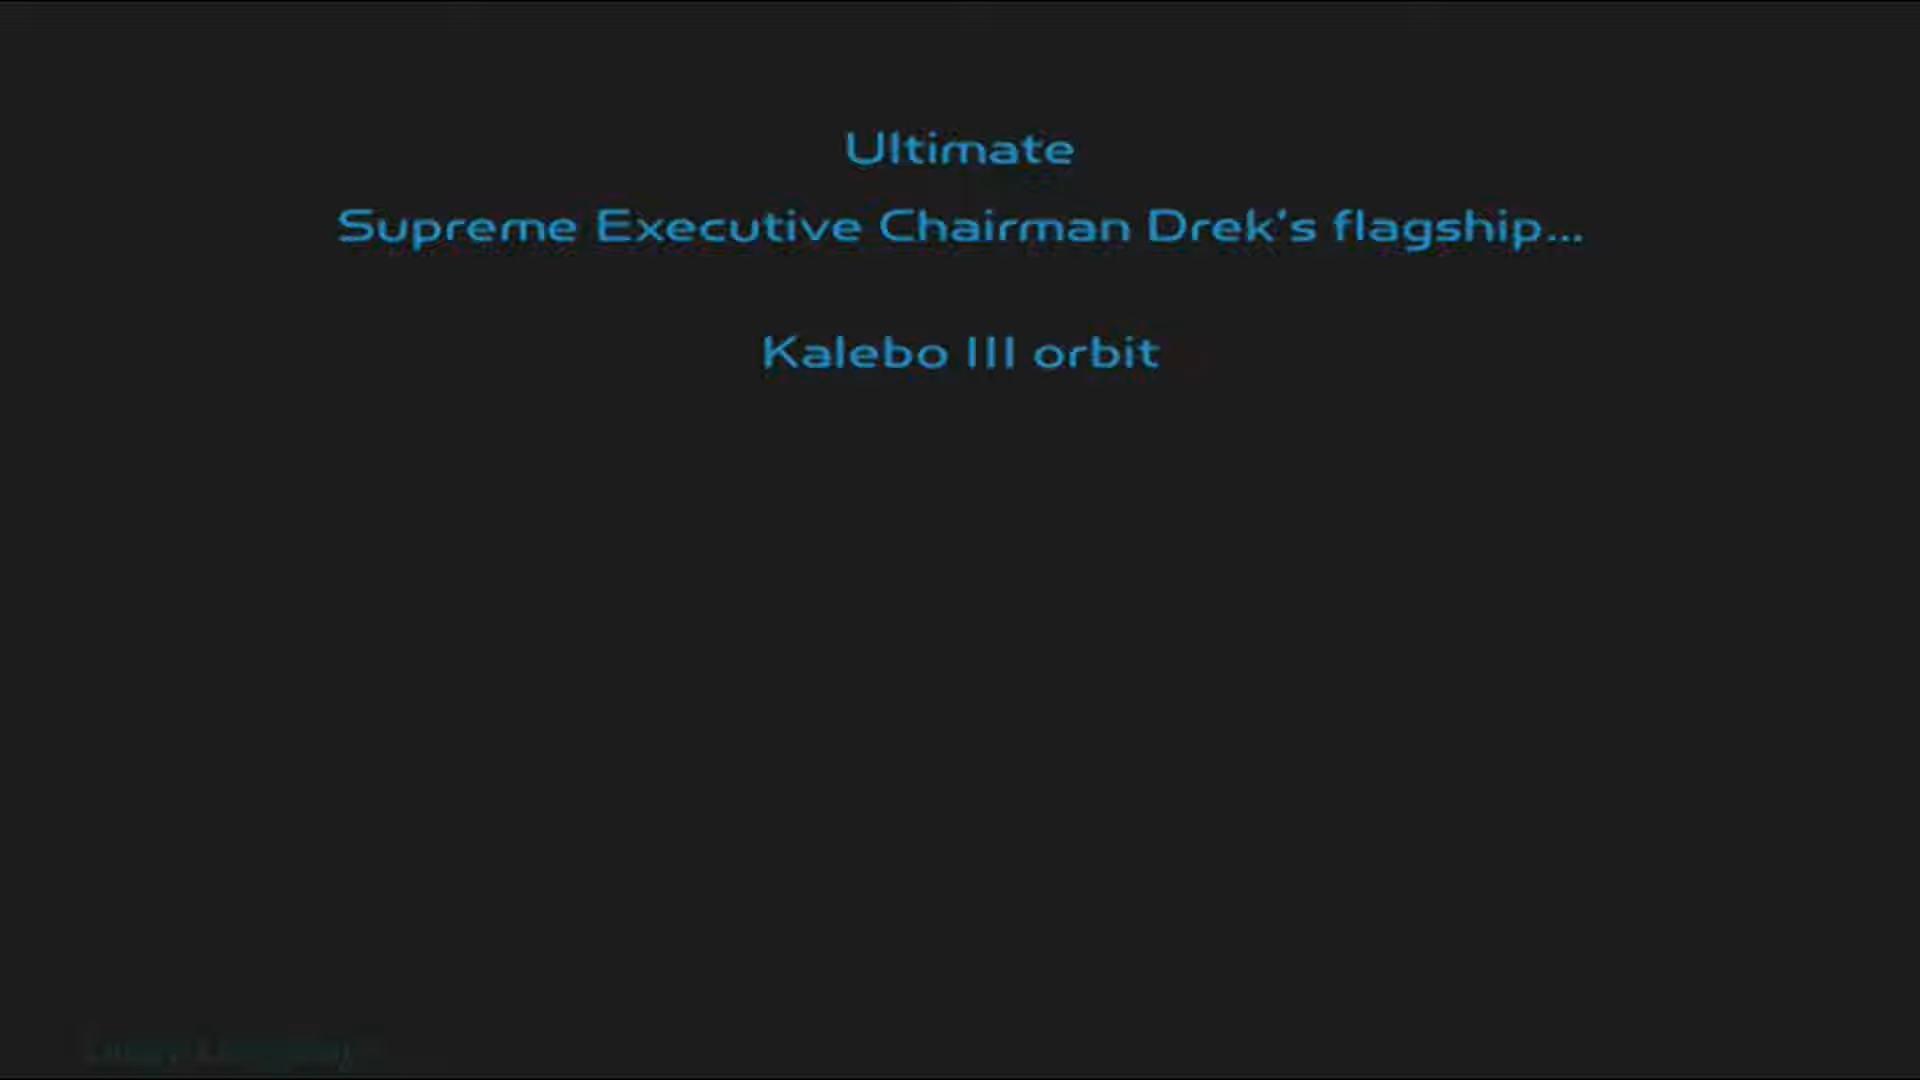 Ultimate
Supreme Executive Chairman Drek's flagship...
Kalebo III orbit